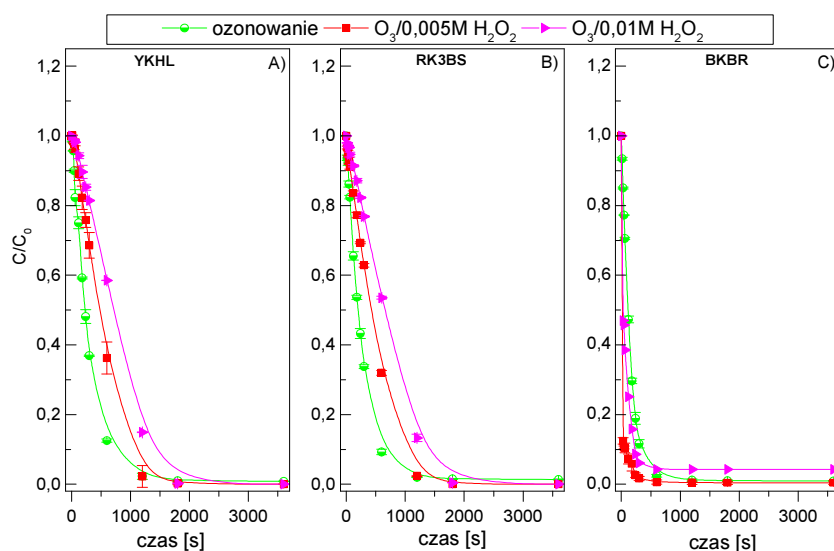 ozonowanie O₃/0,005M H₂O₂ O₃/0,01M H₂O₂
YKHL A) RK3BS B) BKBR C)
1,2 1,2 1,2
1,0 1,0 1,0
0,8 0,8 0,8
C/C₀
0,6 0,6 0,6
0,4 0,4 0,4
0,2 0,2 0,2
0,0 0,0 0,0
0 1000 2000 3000 0 1000 2000 3000 0 1000 2000 3000
czas [s] czas [s] czas [s]